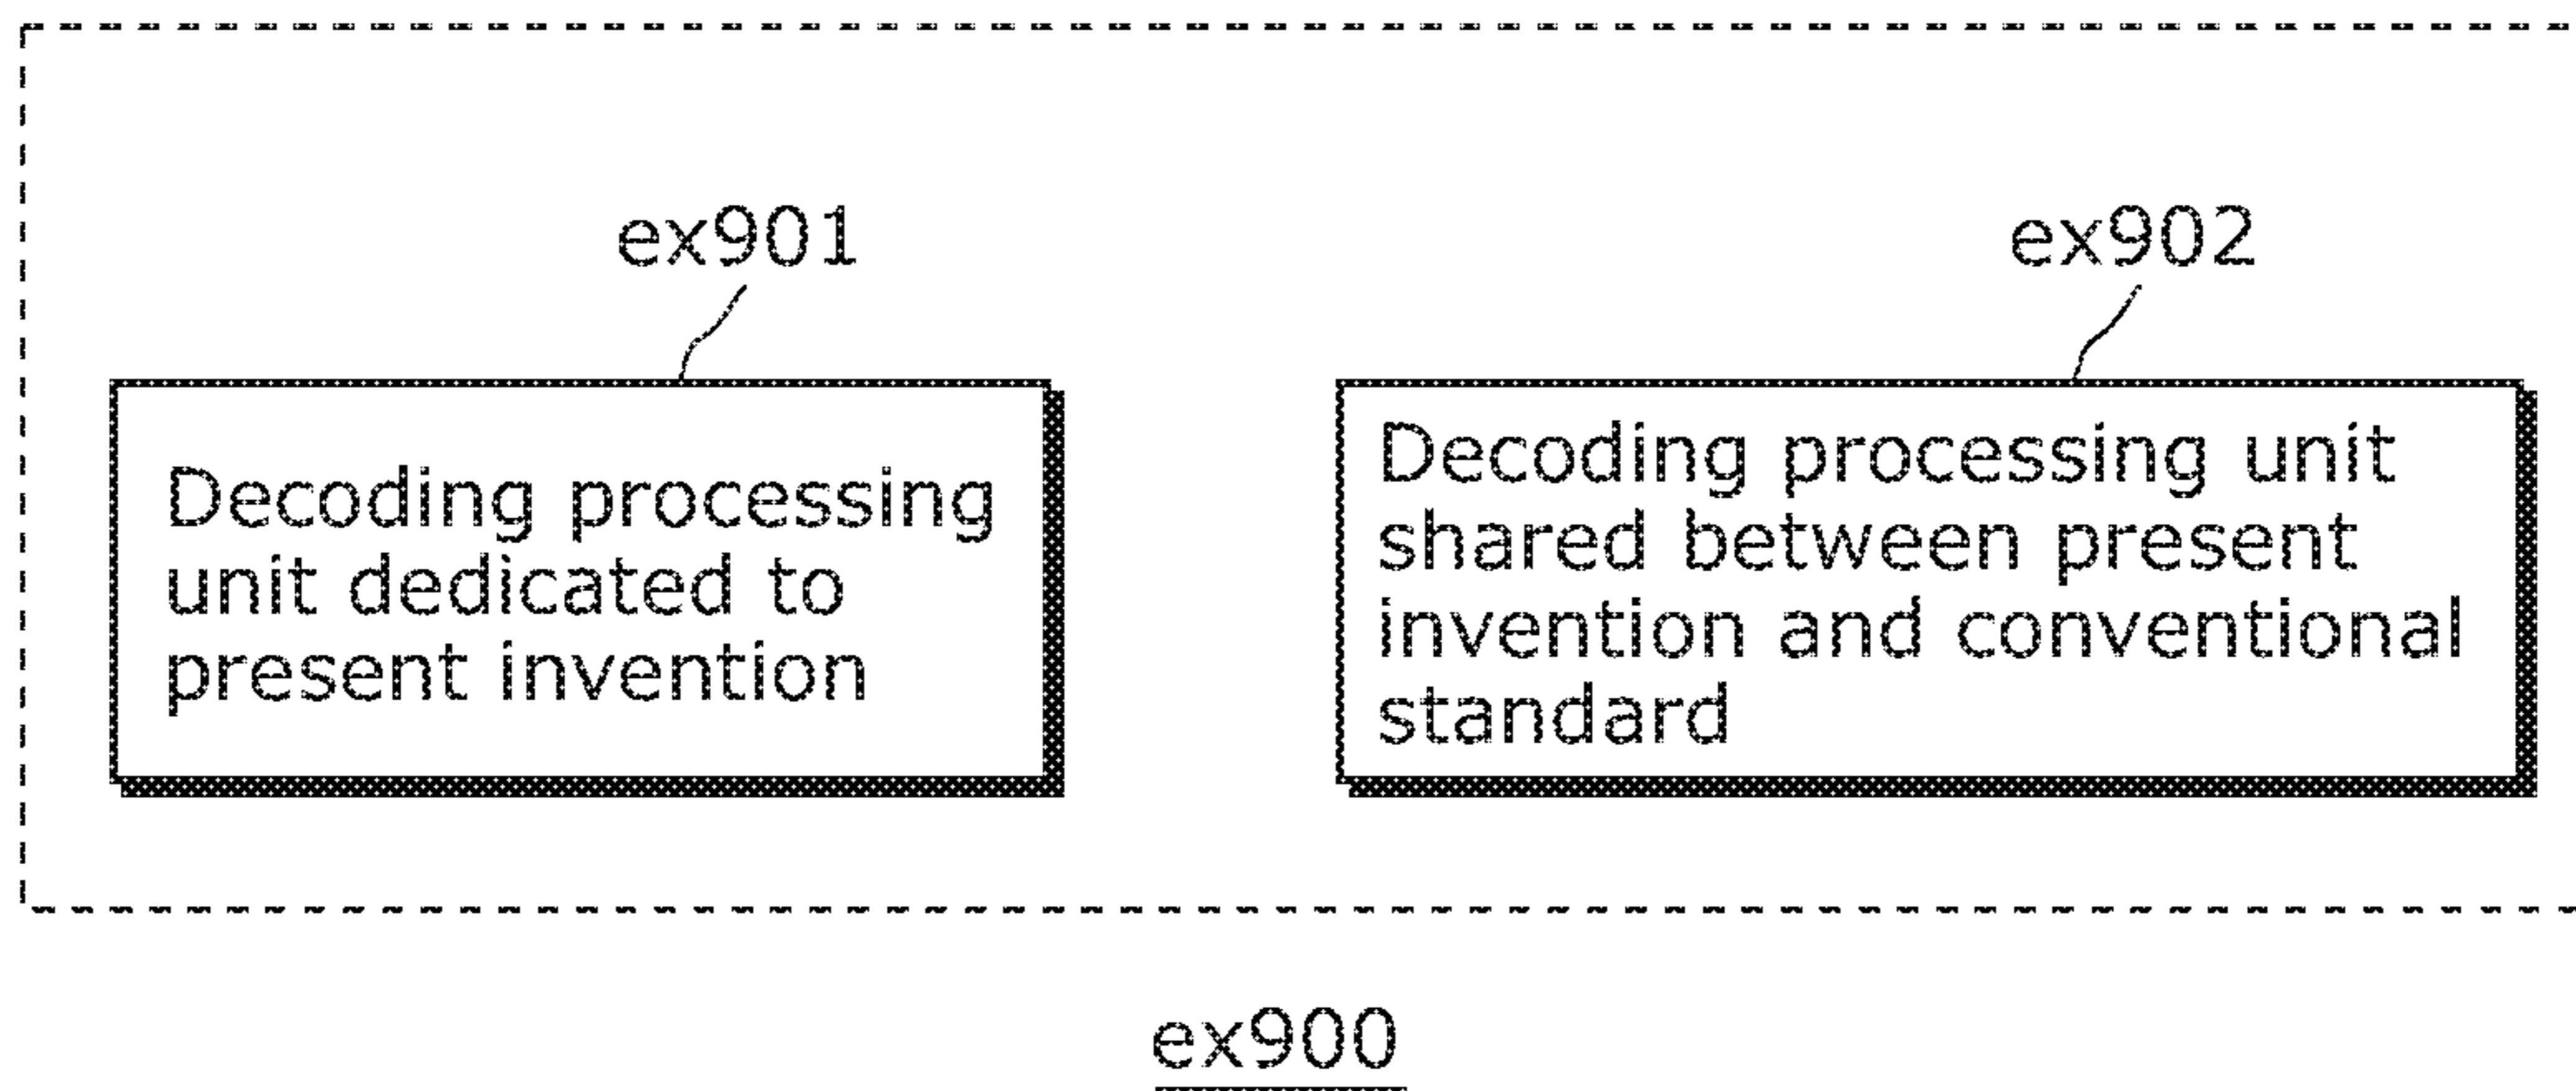 ex901
Decoding processing
unit dedicated to
present invention
ex902
Decoding processing unit
shared between present
invention and conventional
standard
ex900